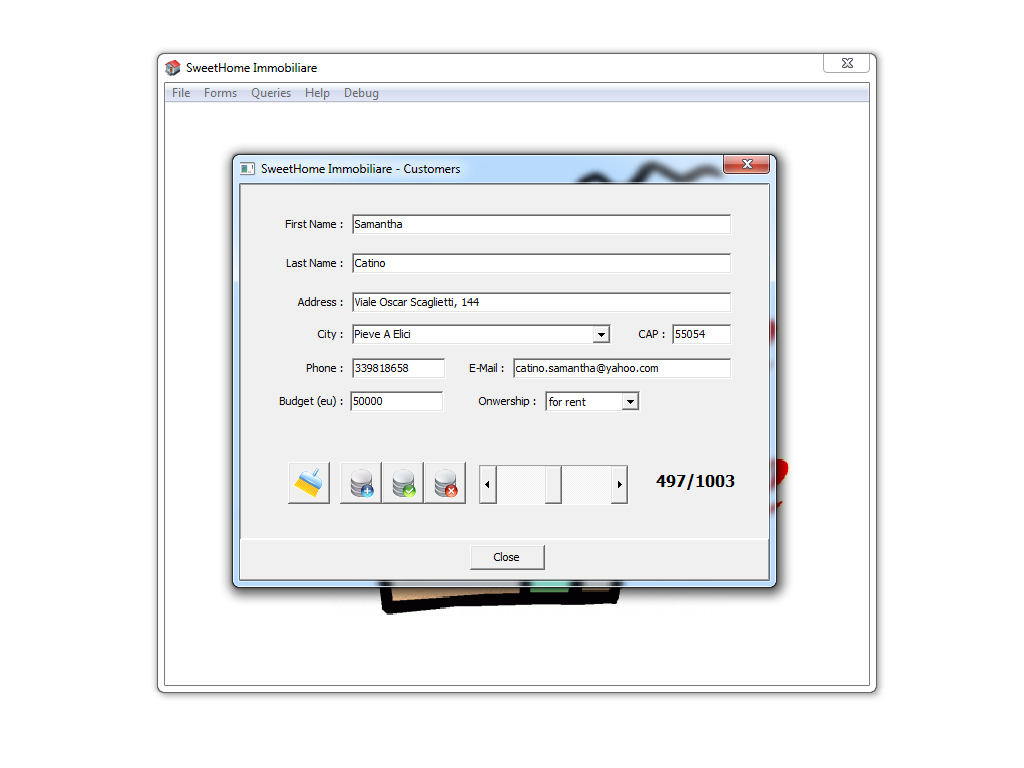 SweetHome Immobiliare
File Forms Queries Help Debug
SweetHome Immobiliare - Customers
First Name : Samantha
Last Name : Catino
Address : Viale Oscar Scaglietti, 144
City : Pieve A Elici CAP : 55054
Phone : 339818658 E-Mail : catino.samantha@yahoo.com
Budget (eu) : 50000 Onwership : for rent
497/1003
Close